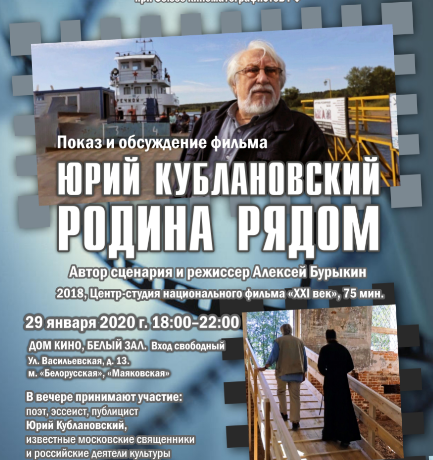 Показ и обсуждение фильма
ЮРИЙ КУБЛАНОВСКИЙ
РОДИНА РЯДОМ
Автор сценария и режиссер Алексей Бурыкин
2018, Центр-студия национального фильма «XXI век», 75 мин.
29 января 2020 г. 18:00–22:00
ДОМ КИНО, БЕЛЫЙ ЗАЛ. Вход свободный
Ул. Васильевская, д. 13.
м. «Белорусская», «Маяковская»
В вечере принимают участие:
поэт, эссеист, публицист
Юрий Кублановский,
известные московские священники
и российские деятели культуры